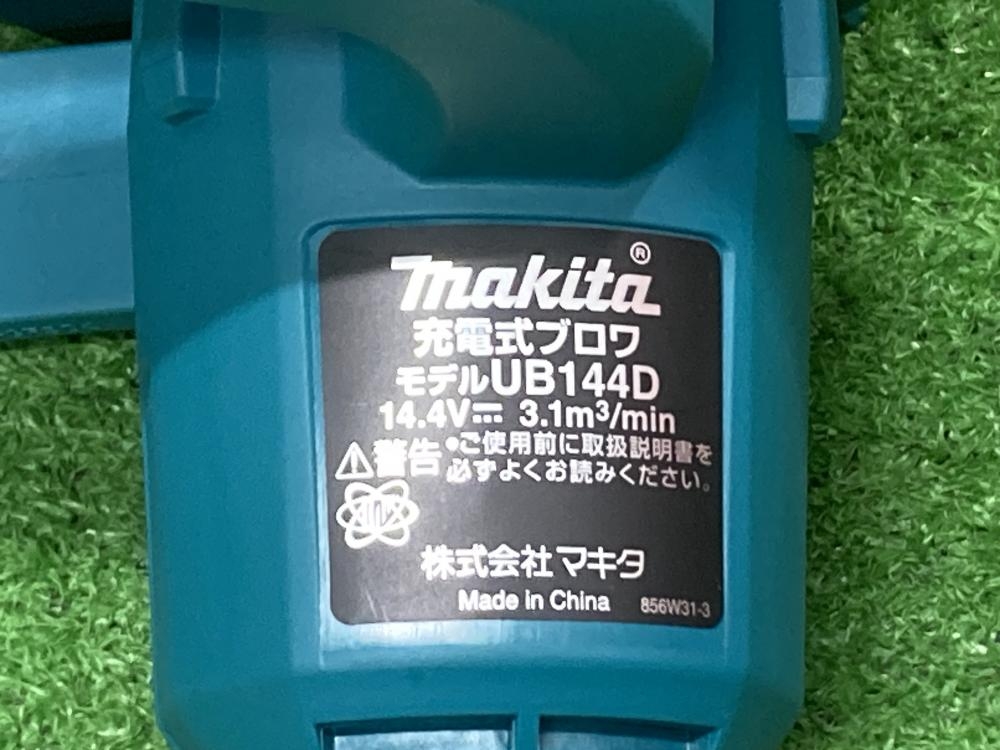 makita®
充電式ブロワ
モデルUB144D
14.4V⎓ 3.1m³/min
⚠警告 •ご使用前に取扱説明書を
必ずよくお読みください。
株式会社マキタ
Made in China 856W31-3